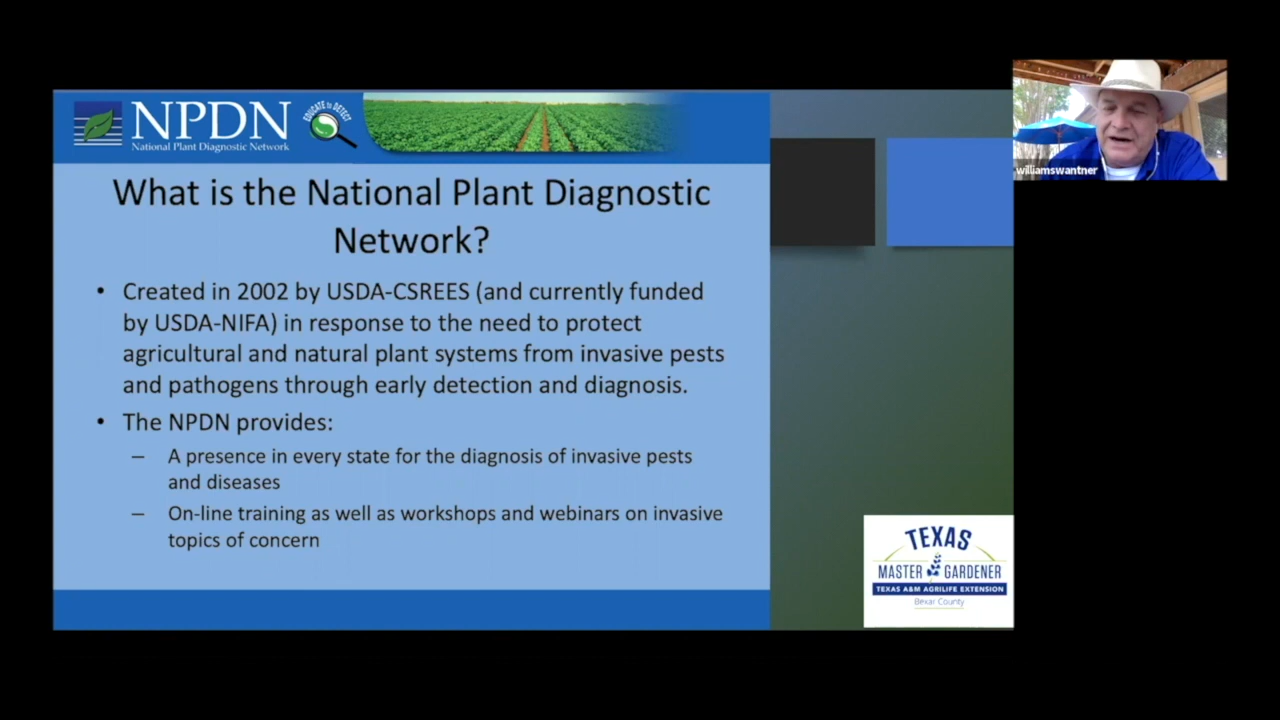 NPDN
National Plant Diagnostic Network
EDUCATE to DETECT
williamswantner
What is the National Plant Diagnostic
Network?
• Created in 2002 by USDA-CSREES (and currently funded
by USDA-NIFA) in response to the need to protect
agricultural and natural plant systems from invasive pests
and pathogens through early detection and diagnosis.
• The NPDN provides:
– A presence in every state for the diagnosis of invasive pests
and diseases
– On-line training as well as workshops and webinars on invasive
topics of concern
TEXAS
MASTER GARDENER
TEXAS A&M AGRILIFE EXTENSION
Bexar County